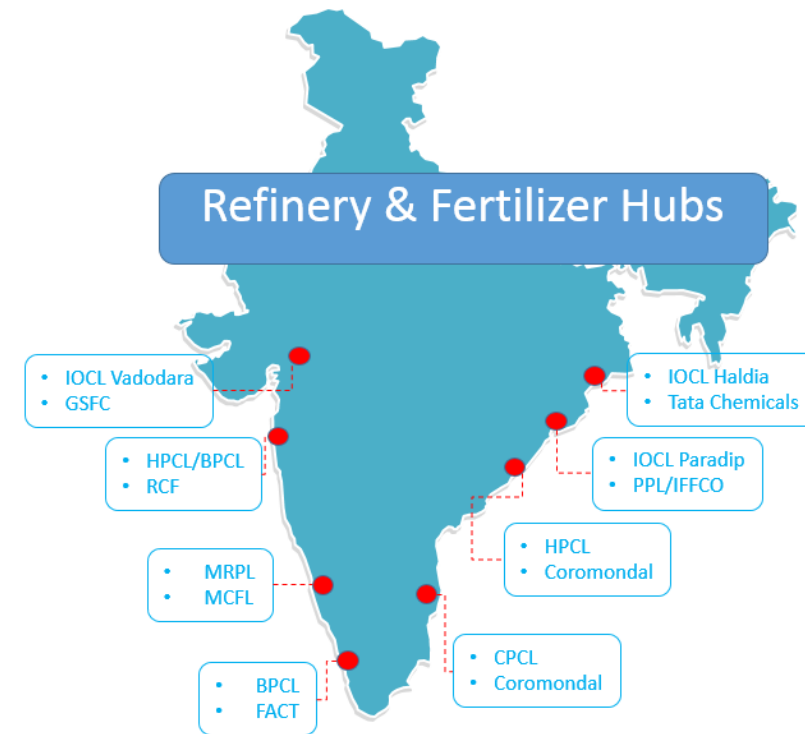 Refinery & Fertilizer Hubs
• IOCL Vadodara
• GSFC
• HPCL/BPCL
• RCF
• MRPL
• MCFL
• BPCL
• FACT
• IOCL Haldia
• Tata Chemicals
• IOCL Paradip
• PPL/IFFCO
• HPCL
• Coromondal
• CPCL
• Coromondal